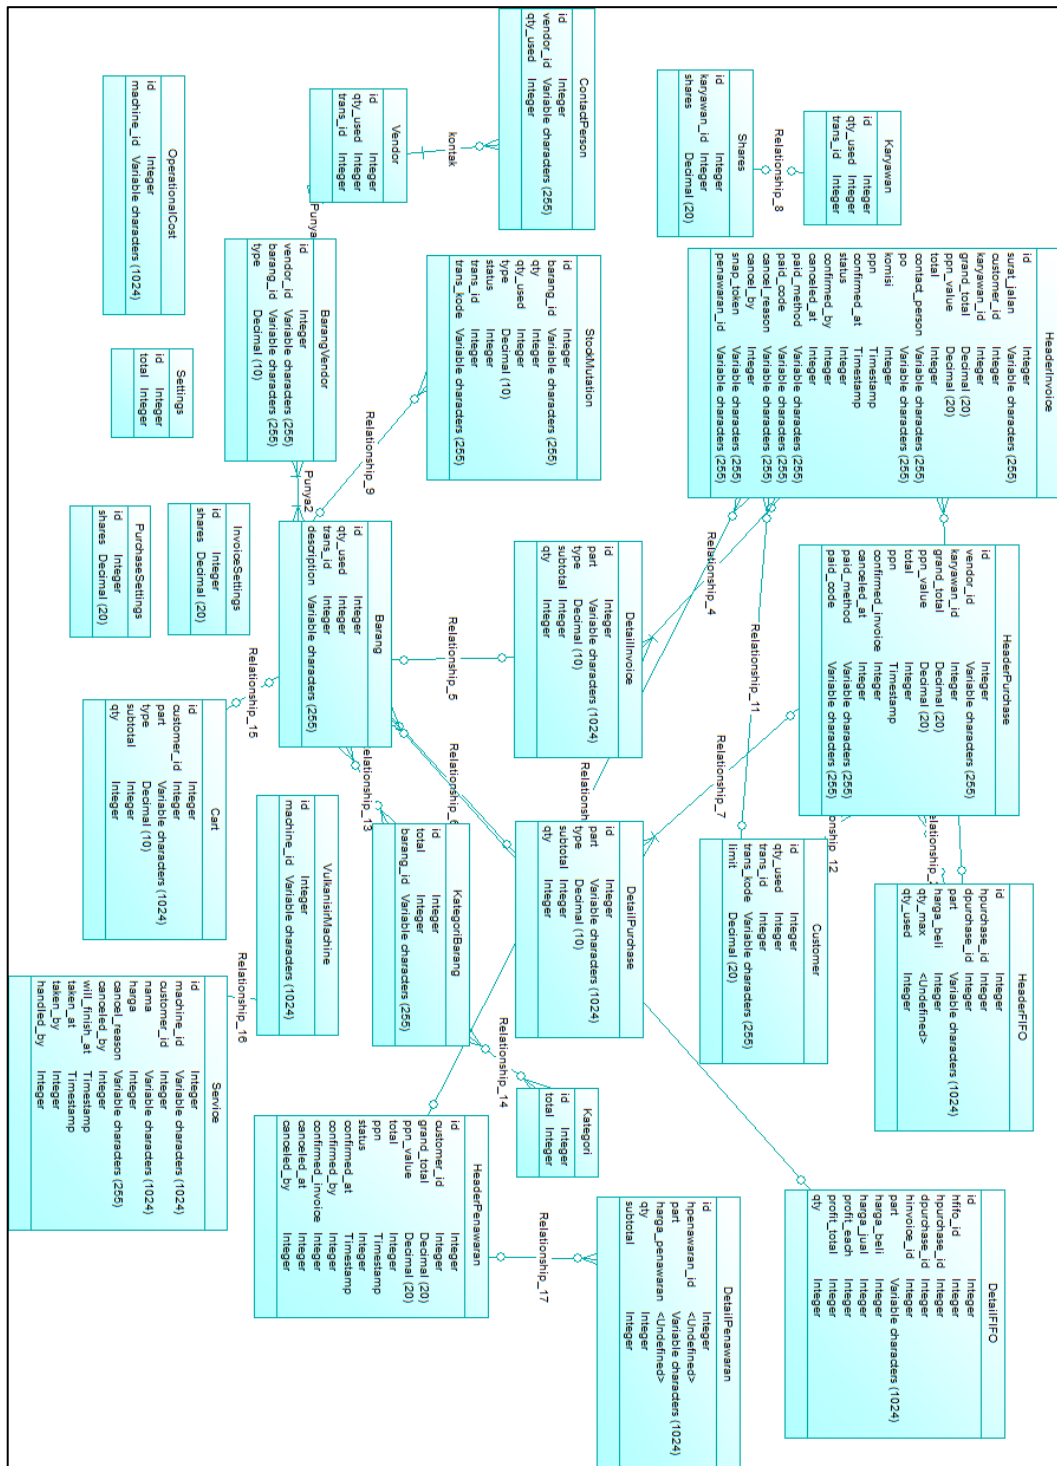 Karyawan
id Integer
qty_used Integer
trans_id Integer
Relationship_8
Shares
id Integer
karyawan_id Integer
shares Decimal (20)
HeaderInvoice
id Integer
surat_jalan Variable characters (255)
customer_id Integer
karyawan_id Integer
grand_total Decimal (20)
ppn_value Decimal (20)
total Integer
contact_person Variable characters (255)
po Variable characters (255)
komisi Integer
ppn Timestamp
confirmed_at Timestamp
status Integer
confirmed_by Integer
canceled_at Integer
paid_method Variable characters (255)
paid_code Variable characters (255)
cancel_reason Variable characters (255)
cancel_by Integer
snap_token Variable characters (255)
penawaran_id Variable characters (255)
HeaderPurchase
id Integer
vendor_id Variable characters (255)
karyawan_id Integer
grand_total Decimal (20)
ppn_value Decimal (20)
total Integer
ppn Timestamp
confirmed_invoice Integer
canceled_at Integer
paid_method Variable characters (255)
paid_code Variable characters (255)
HeaderFIFO
id Integer
hpurchase_id Integer
dpurchase_id Integer
part Variable characters (1024)
harga_beli Integer
qty_max <Undefined>
qty_used Integer
DetailFIFO
id Integer
hfifo_id Integer
hpurchase_id Integer
dpurchase_id Integer
hinvoice_id Integer
part Variable characters (1024)
harga_beli Integer
harga_jual Integer
profit_each Integer
profit_total Integer
qty Integer
Relationship_4
Relationship_11
Relationship_7
Customer
id Integer
qty_used Integer
trans_id Integer
trans_kode Variable characters (255)
limit Decimal (20)
ContactPerson
id Integer
vendor_id Variable characters (255)
qty_used Integer
kontak
Vendor
id Integer
qty_used Integer
trans_id Integer
Punya
StockMutation
id Integer
barang_id Variable characters (255)
qty Integer
qty_used Integer
type Decimal (10)
status Integer
trans_id Integer
trans_kode Variable characters (255)
Relationship_9
DetailInvoice
id Integer
part Variable characters (1024)
type Decimal (10)
subtotal Integer
qty Integer
Relationship_5
DetailPurchase
id Integer
part Variable characters (1024)
type Decimal (10)
subtotal Integer
qty Integer
DetailPenawaran
id Integer
hpenawaran_id <Undefined>
part Variable characters (1024)
harga_penawaran <Undefined>
qty Integer
subtotal Integer
Relationship_17
Kategori
id Integer
total Integer
Relationship_14
KategoriBarang
id Integer
total Integer
barang_id Variable characters (255)
HeaderPenawaran
id Integer
customer_id Integer
grand_total Decimal (20)
ppn_value Decimal (20)
total Integer
ppn Timestamp
status Integer
confirmed_at Timestamp
confirmed_by Integer
confirmed_invoice Integer
canceled_at Integer
canceled_by Integer
BarangVendor
id Integer
vendor_id Variable characters (255)
barang_id Variable characters (255)
type Decimal (10)
Punya2
Barang
id Integer
qty_used Integer
trans_id Integer
description Variable characters (255)
VulkanisirMachine
id Integer
machine_id Variable characters (1024)
Relationship_15
Relationship_16
OperationalCost
id Integer
machine_id Variable characters (1024)
Settings
id Integer
total Integer
InvoiceSettings
id Integer
shares Decimal (20)
PurchaseSettings
id Integer
shares Decimal (20)
Cart
id Integer
customer_id Integer
part Variable characters (1024)
type Decimal (10)
subtotal Integer
qty Integer
Service
id Integer
machine_id Variable characters (1024)
customer_id Integer
nama Variable characters (1024)
harga Integer
cancel_reason Variable characters (255)
canceled_by Integer
will_finish_at Timestamp
taken_at Timestamp
taken_by Integer
handled_by Integer